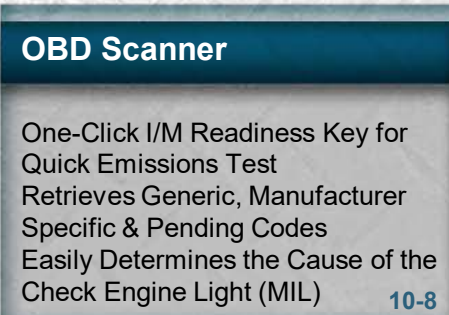 OBD Scanner
One-Click I/M Readiness Key for
Quick Emissions Test
Retrieves Generic, Manufacturer
Specific & Pending Codes
Easily Determines the Cause of the
Check Engine Light (MIL)
10-8